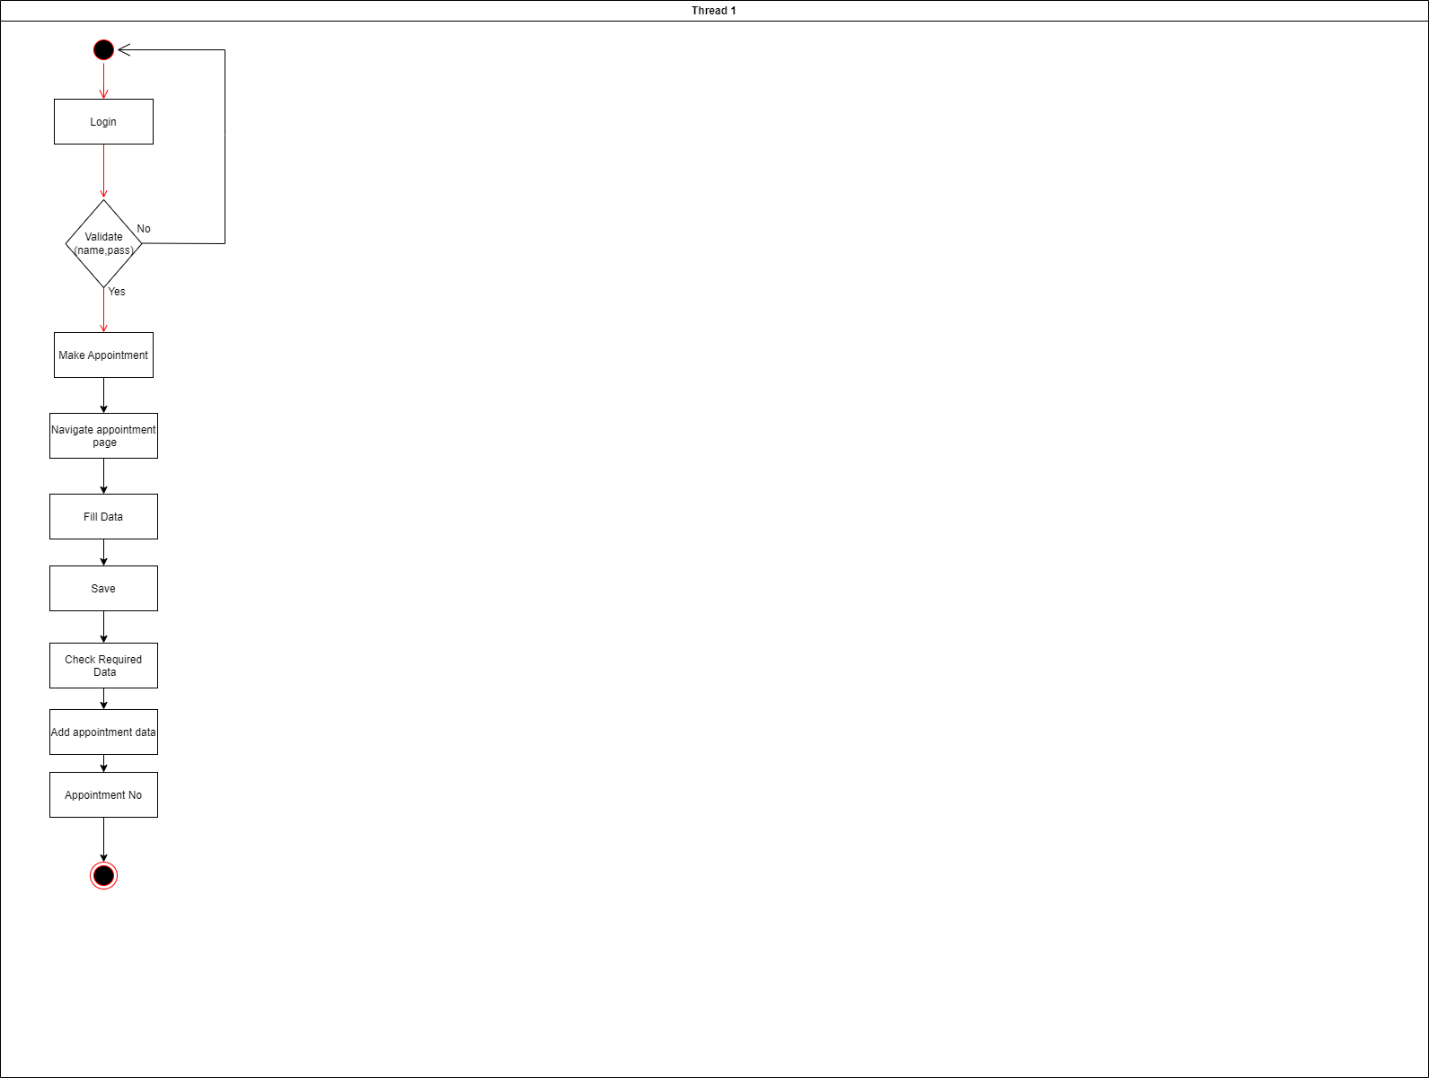 Thread 1
Login
Validate
(name,pass)
No
Yes
Make Appointment
Navigate appointment
page
Fill Data
Save
Check Required
Data
Add appointment data
Appointment No